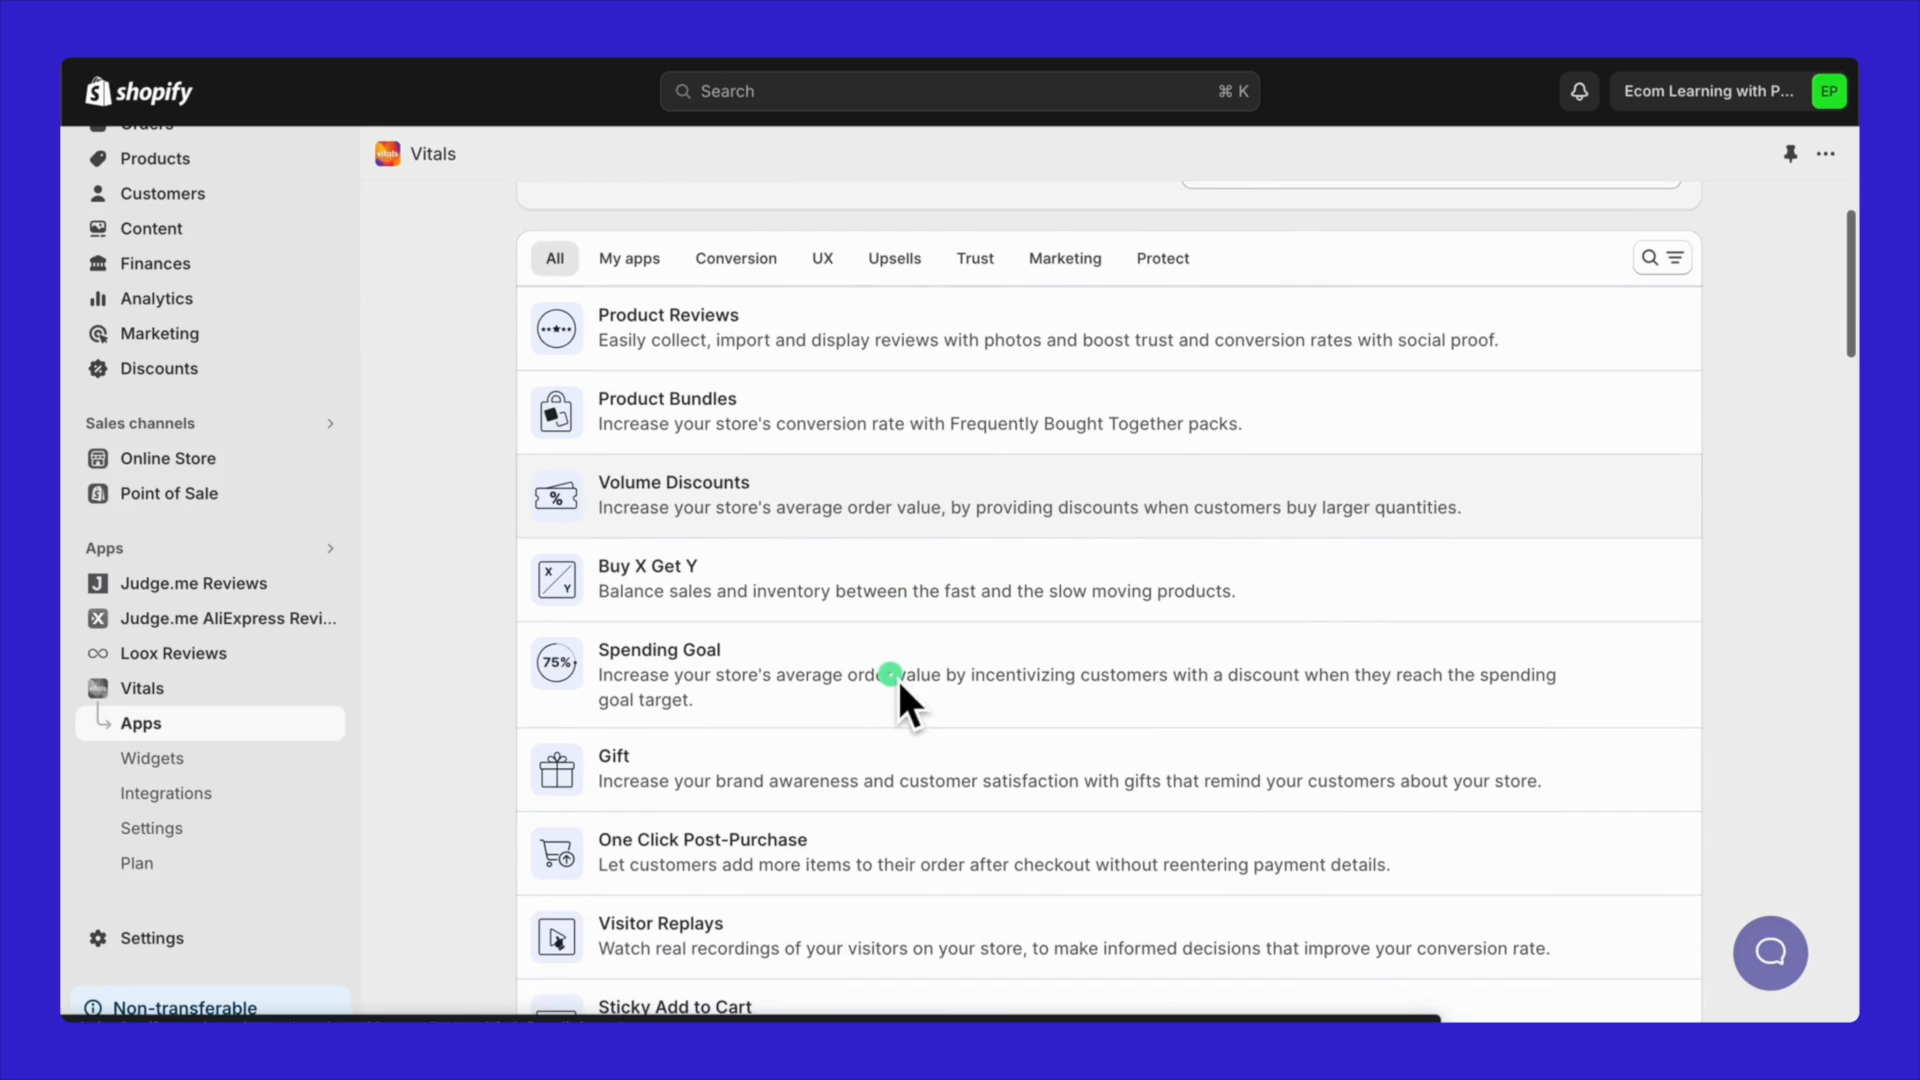 shopify
Search
⌘ K
Ecom Learning with P...
EP
Orders
Products
Customers
Content
Finances
Analytics
Marketing
Discounts
Sales channels
Online Store
Point of Sale
Apps
Judge.me Reviews
Judge.me AliExpress Revi...
Loox Reviews
Vitals
Apps
Widgets
Integrations
Settings
Plan
Settings
Non-transferable
vitals
Vitals
All
My apps
Conversion
UX
Upsells
Trust
Marketing
Protect
Product Reviews
Easily collect, import and display reviews with photos and boost trust and conversion rates with social proof.
Product Bundles
Increase your store's conversion rate with Frequently Bought Together packs.
%
Volume Discounts
Increase your store's average order value, by providing discounts when customers buy larger quantities.
X
Y
Buy X Get Y
Balance sales and inventory between the fast and the slow moving products.
75%
Spending Goal
Increase your store's average order value by incentivizing customers with a discount when they reach the spending
goal target.
Gift
Increase your brand awareness and customer satisfaction with gifts that remind your customers about your store.
One Click Post-Purchase
Let customers add more items to their order after checkout without reentering payment details.
Visitor Replays
Watch real recordings of your visitors on your store, to make informed decisions that improve your conversion rate.
Sticky Add to Cart